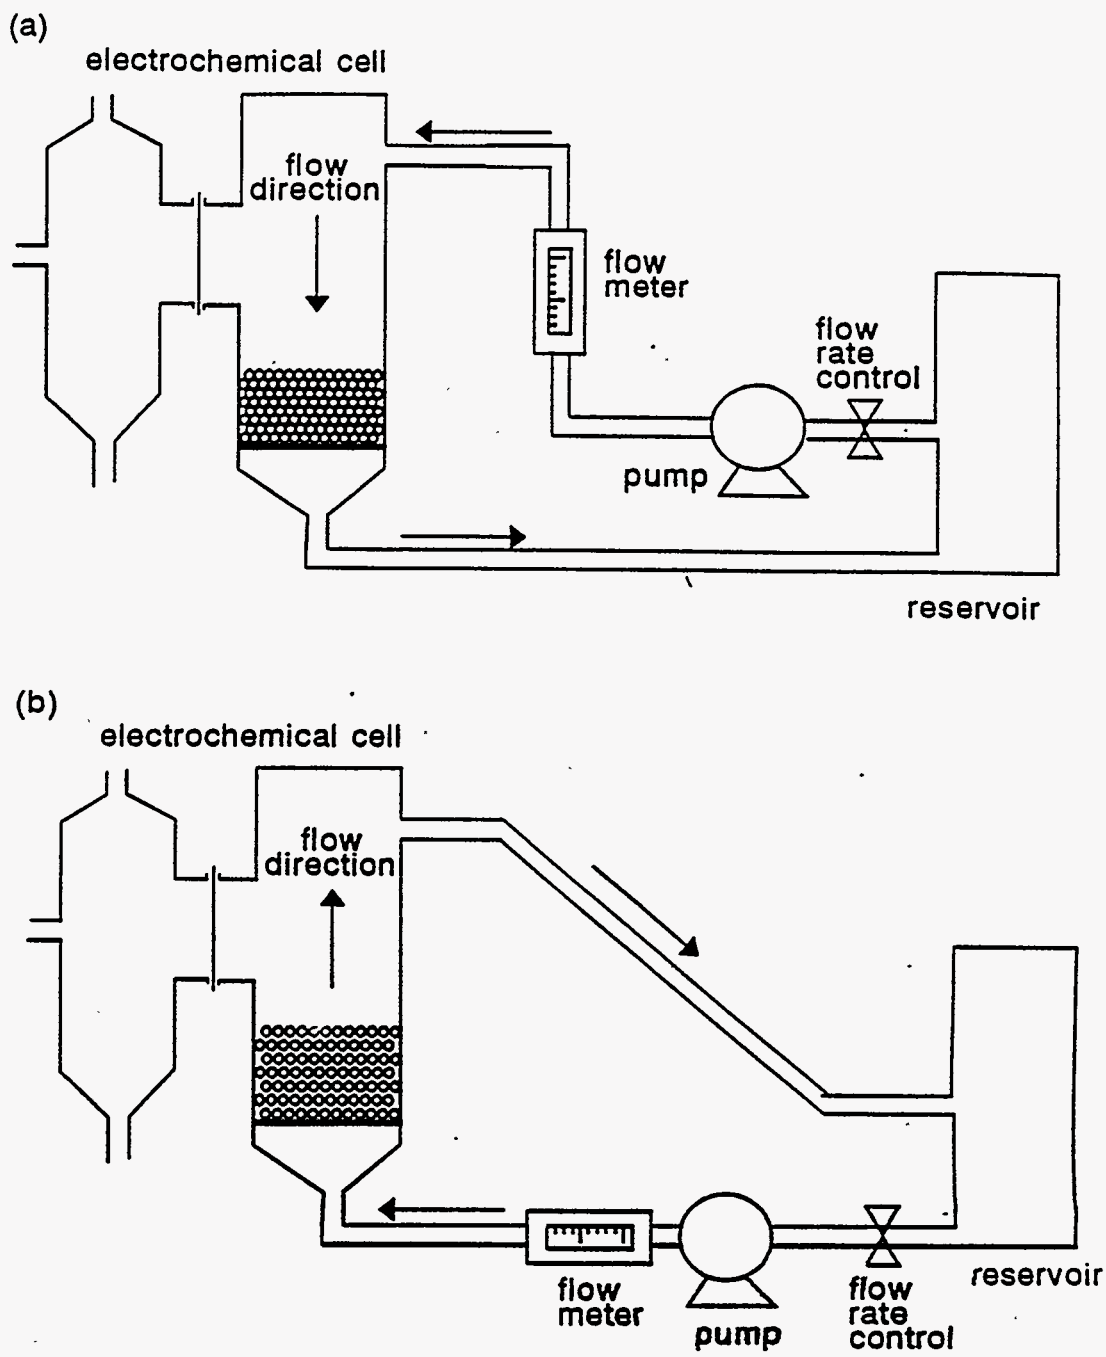 (a)
electrochemical cell
flow
direction
flow
meter
flow
rate
control
pump
reservoir
(b)
electrochemical cell
flow
direction
flow
meter
pump
flow
rate
control
reservoir